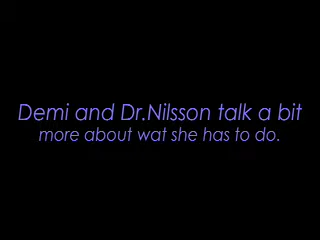 Demi and Dr.Nilsson talk a bit
more about wat she has to do.